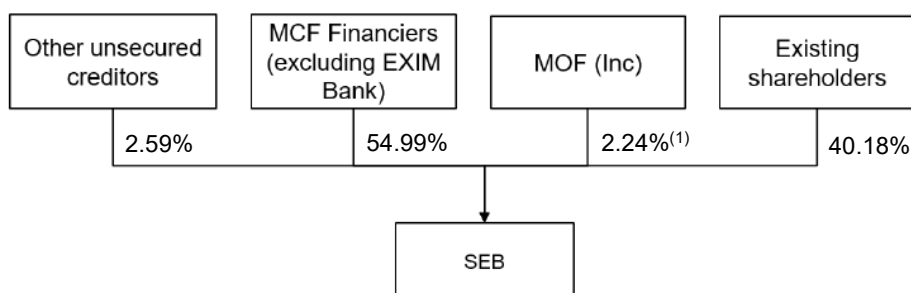 Other unsecured
creditors
MCF Financiers
(excluding EXIM
Bank)
MOF (Inc)
Existing
shareholders
2.59%
54.99%
2.24%(1)
40.18%
SEB